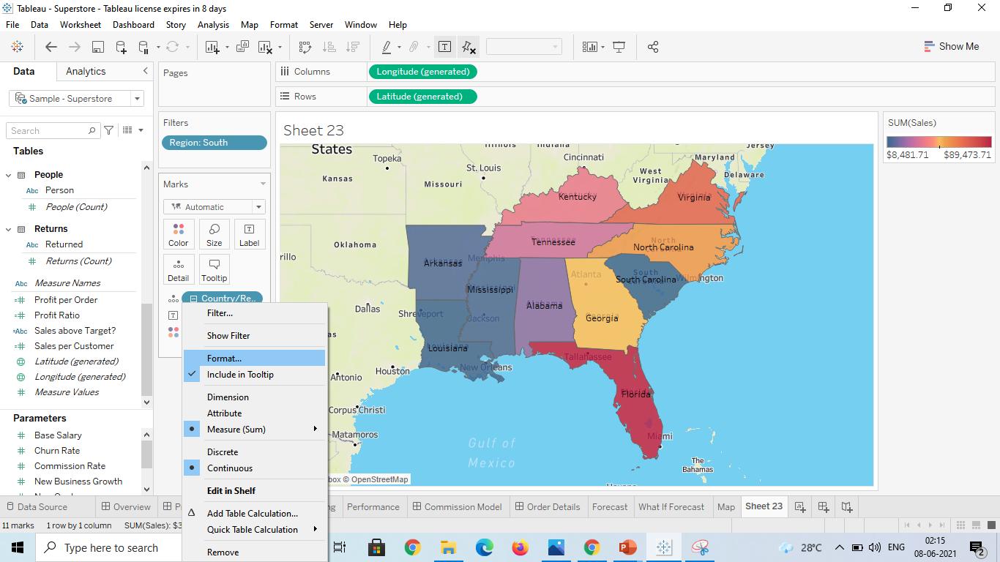 Tableau - Superstore - Tableau license expires in 8 days
File Data Worksheet Dashboard Story Analysis Map Format Server Window Help
Show Me
Data Analytics
Sample - Superstore
Search
Tables
People
Abc Person
People (Count)
Returns
Abc Returned
Returns (Count)
Abc Measure Names
Profit per Order
Profit Ratio
=Abc Sales above Target?
Sales per Customer
Latitude (generated)
Longitude (generated)
Measure Values
Parameters
Base Salary
Churn Rate
Commission Rate
New Business Growth
Pages
Filters
Region: South
Marks
Automatic
Color Size Label
Detail Tooltip
Country/Re..
Filter...
Show Filter
Format...
Include in Tooltip
Dimension
Attribute
Measure (Sum)
Discrete
Continuous
Edit in Shelf
Add Table Calculation...
Quick Table Calculation
Remove
Columns Longitude (generated)
Rows Latitude (generated)
Sheet 23
States
Topeka
Kansas
St. Louis
Missouri
Illinois
Indiana
Cincinnati
West
Virginia
Maryland
Jersey
Delaware
Kentucky
Virginia
Oklahoma
rillo
Tennessee
North Carolina
Arkansas
Memphis
Atlanta
South Carolina
Wilmington
Mississippi
Alabama
Georgia
Dallas
Shreveport
Jackson
as
Louisiana
New Orleans
Tallahassee
Houston
Antonio
Florida
Corpus Christi
Matamoros
Miami
Gulf of
Mexico
The
Bahamas
Havana
box © OpenStreetMap
SUM(Sales)
$8,481.71 $89,473.71
Data Source Overview Pr ng Performance Commission Model Order Details Forecast What If Forecast Map Sheet 23
11 marks 1 row by 1 column SUM(Sales): $3
Type here to search
28°C ENG 02:15
08-06-2021
2